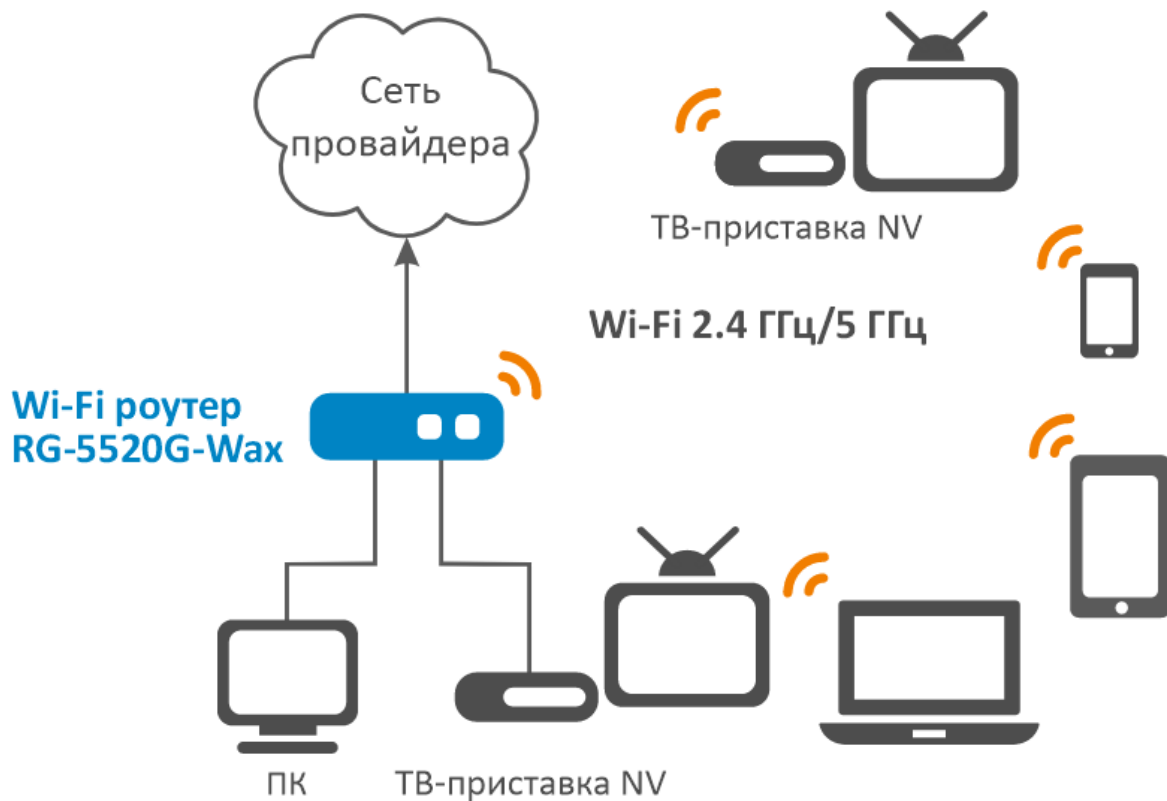 Сеть
провайдера
ТВ-приставка NV
Wi-Fi 2.4 ГГц/5 ГГц
Wi-Fi роутер
RG-5520G-Wax
ПК
ТВ-приставка NV